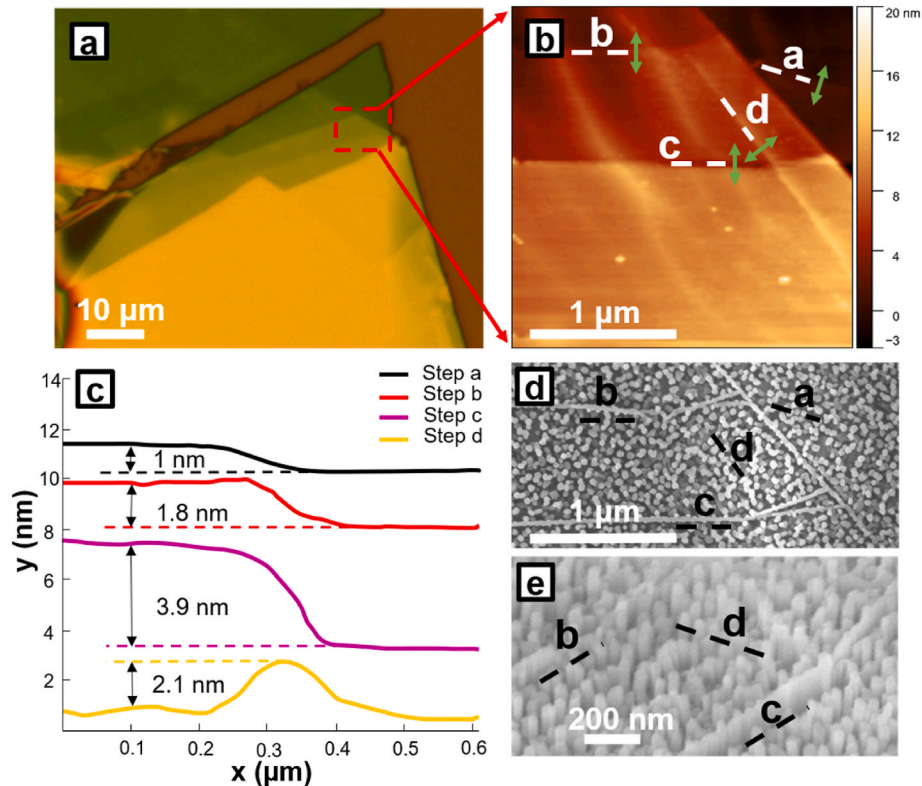 a
10 µm
b
b
a
d
c
1 µm
20 nm
16
12
8
4
0
−3
c
Step a
Step b
Step c
Step d
14
12
10
8
6
4
2
y (nm)
1 nm
1.8 nm
3.9 nm
2.1 nm
0.1
0.2
0.3
0.4
0.5
0.6
x (µm)
d
b
a
d
c
1 µm
e
b
d
c
200 nm